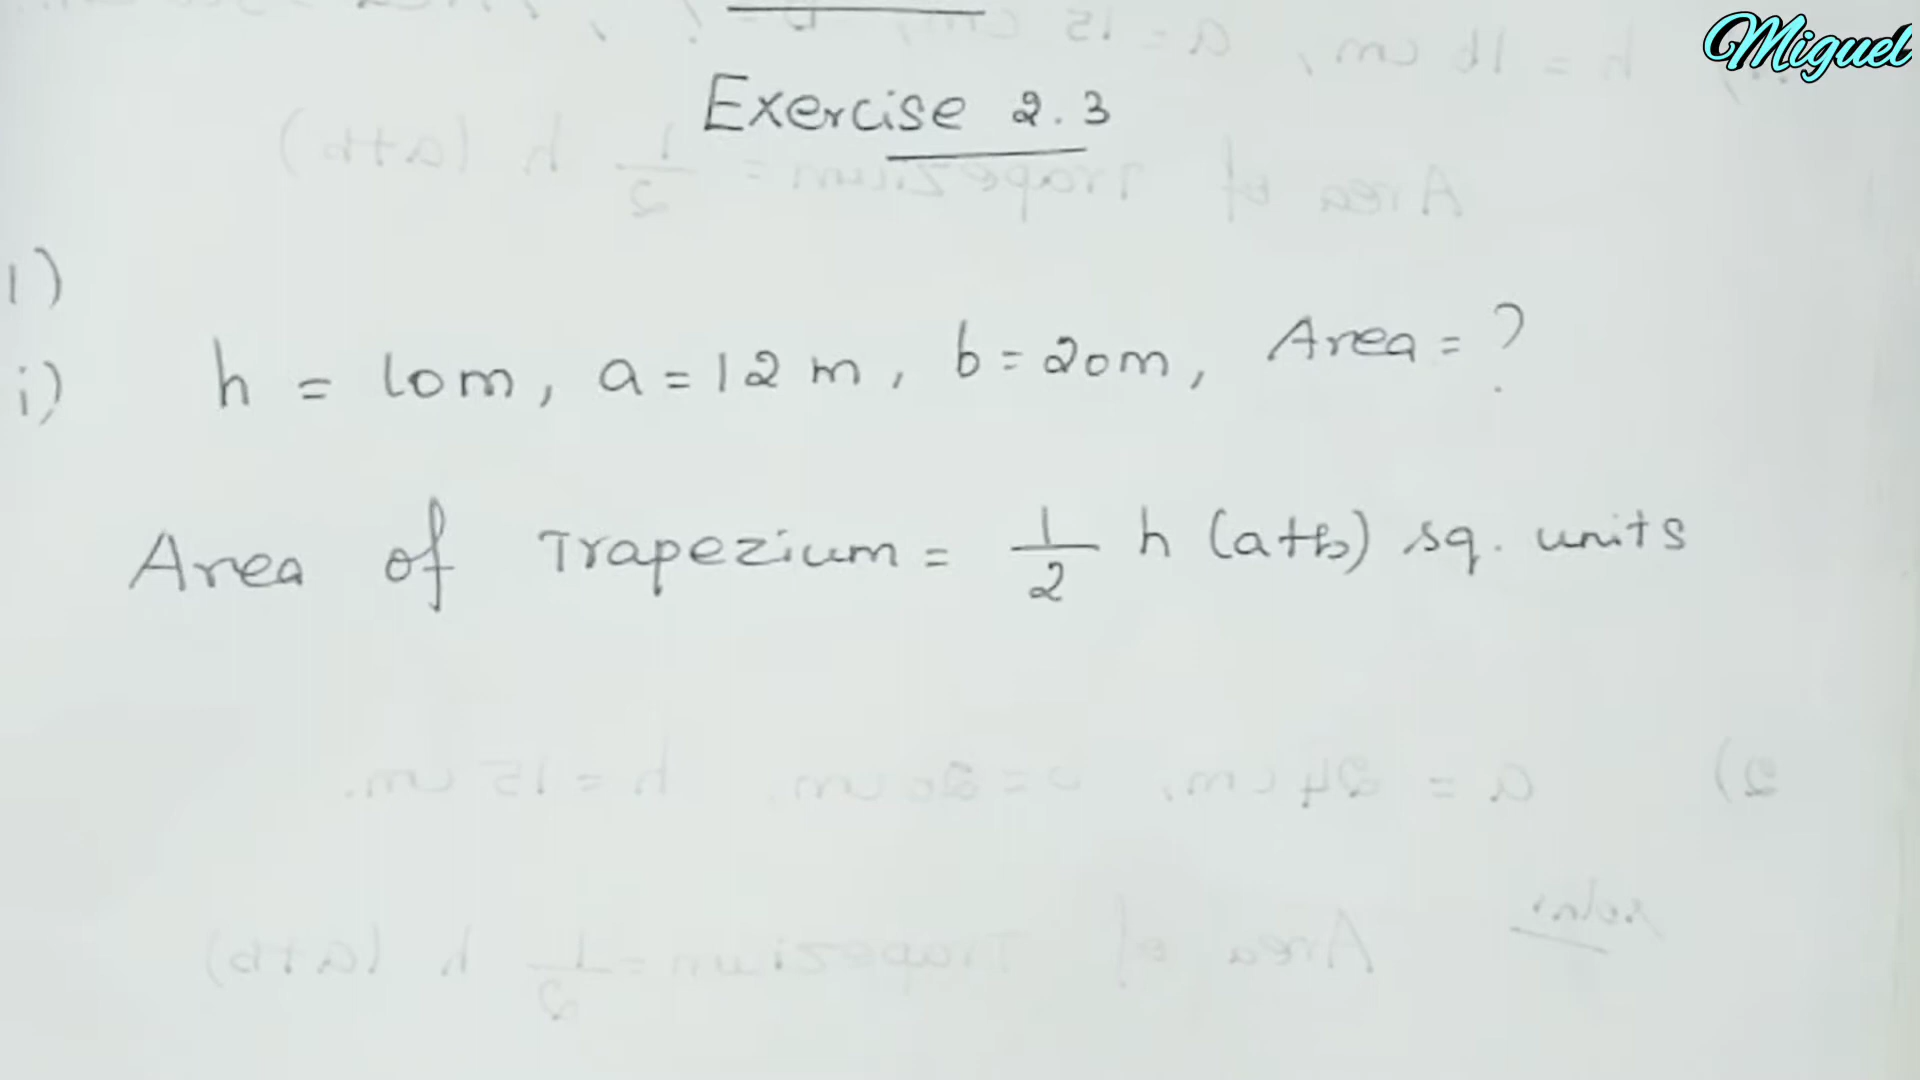 Miguel
Exercise 2.3
1)
i) h = 10m, a = 12 m, b = 20m, Area = ?
Area of Trapezium = 1/2 h (a+b) sq. units